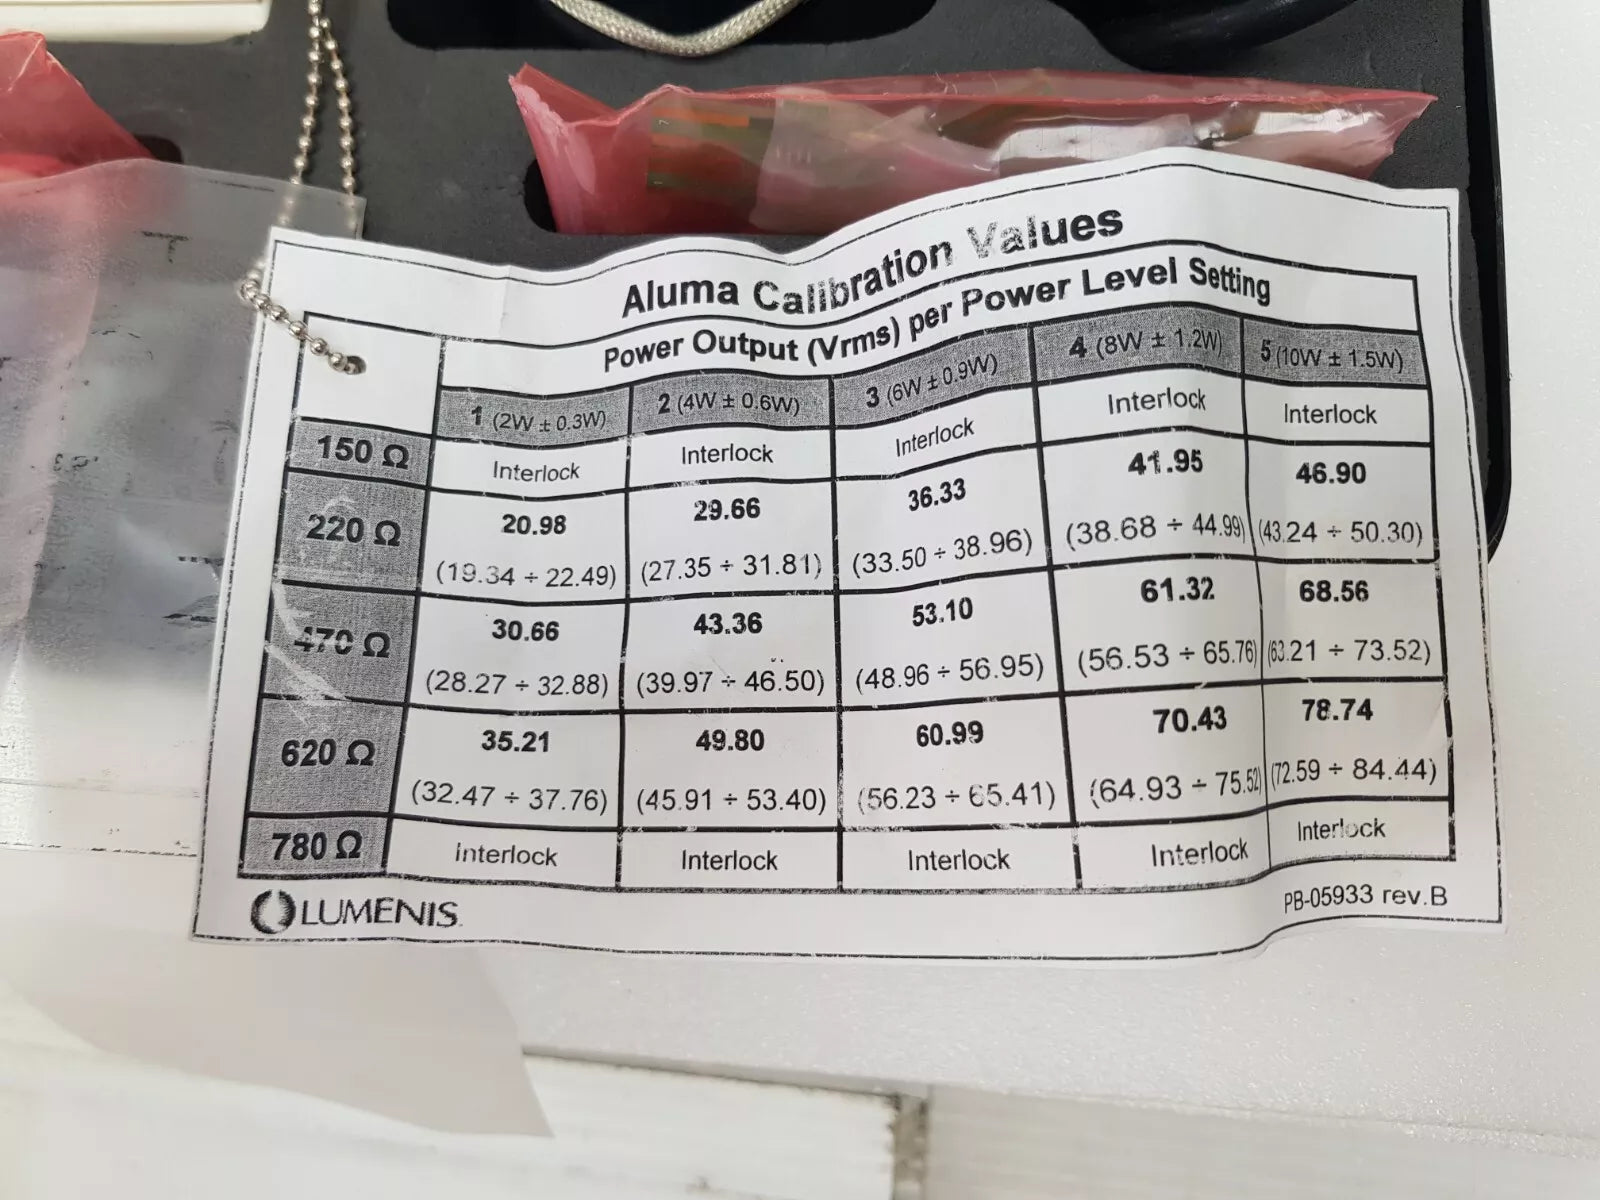 Aluma Calibration Values
Power Output (Vrms) per Power Level Setting
1 (2W ± 0.3W) 2 (4W ± 0.6W) 3 (6W ± 0.9W) 4 (8W ± 1.2W) 5 (10W ± 1.5W)
150 Ω Interlock Interlock Interlock Interlock Interlock
220 Ω 20.98 29.66 36.33 41.95 46.90
(19.34 ÷ 22.49) (27.35 ÷ 31.81) (33.50 ÷ 38.96) (38.68 ÷ 44.99) (43.24 ÷ 50.30)
470 Ω 30.66 43.36 53.10 61.32 68.56
(28.27 ÷ 32.88) (39.97 ÷ 46.50) (48.96 ÷ 56.95) (56.53 ÷ 65.76) (63.21 ÷ 73.52)
620 Ω 35.21 49.80 60.99 70.43 78.74
(32.47 ÷ 37.76) (45.91 ÷ 53.40) (56.23 ÷ 65.41) (64.93 ÷ 75.52) (72.59 ÷ 84.44)
780 Ω Interlock Interlock Interlock Interlock Interlock
LUMENIS
PB-05933 rev.B